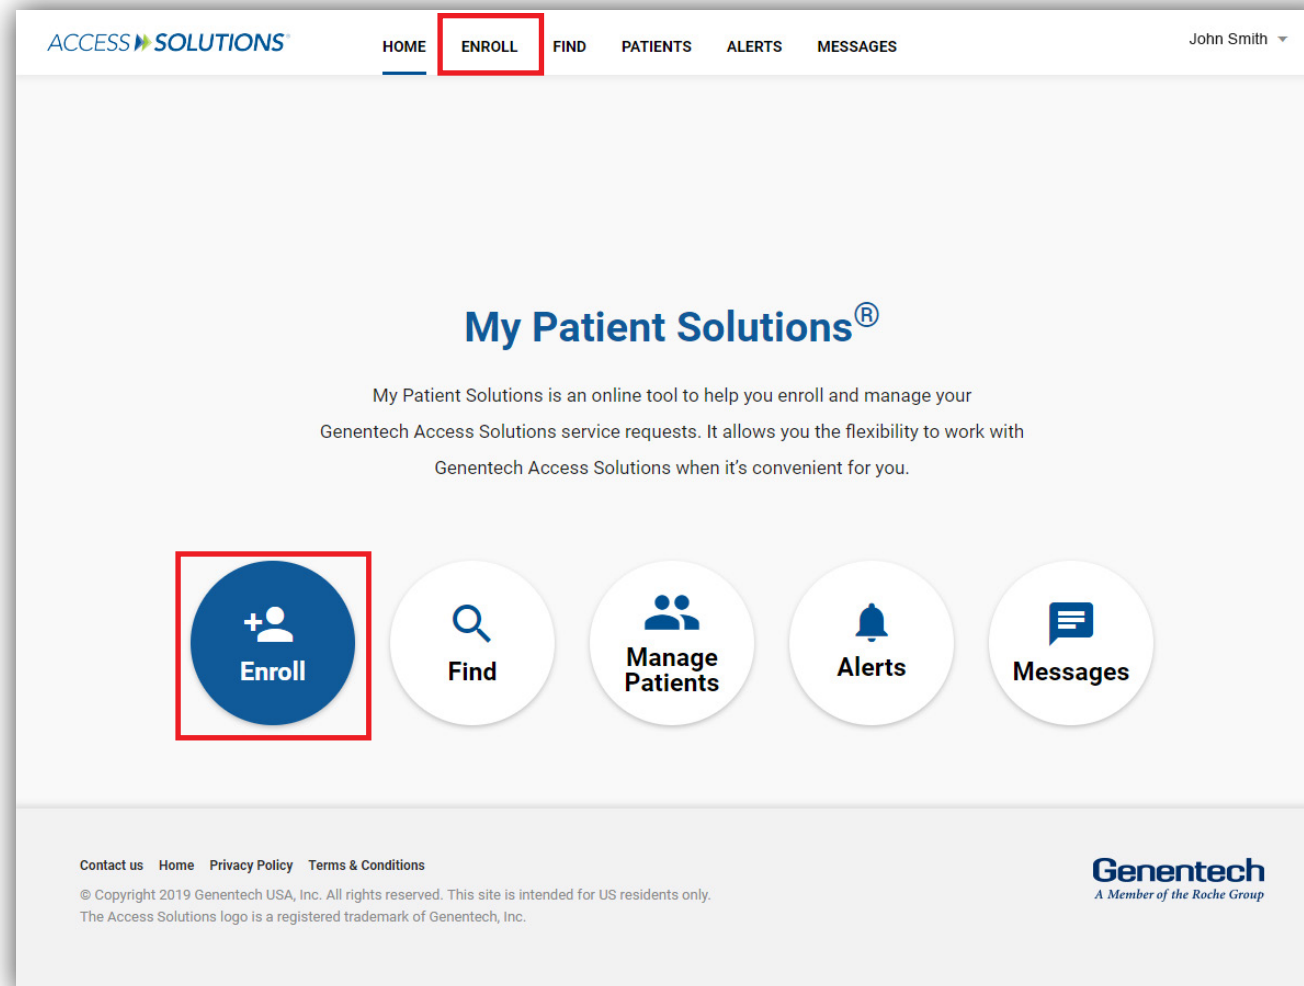 ACCESS SOLUTIONS®
HOME ENROLL FIND PATIENTS ALERTS MESSAGES
John Smith
My Patient Solutions®
My Patient Solutions is an online tool to help you enroll and manage your
Genentech Access Solutions service requests. It allows you the flexibility to work with
Genentech Access Solutions when it's convenient for you.
Enroll
Find
Manage
Patients
Alerts
Messages
Contact us Home Privacy Policy Terms & Conditions
© Copyright 2019 Genentech USA, Inc. All rights reserved. This site is intended for US residents only.
The Access Solutions logo is a registered trademark of Genentech, Inc.
Genentech
A Member of the Roche Group